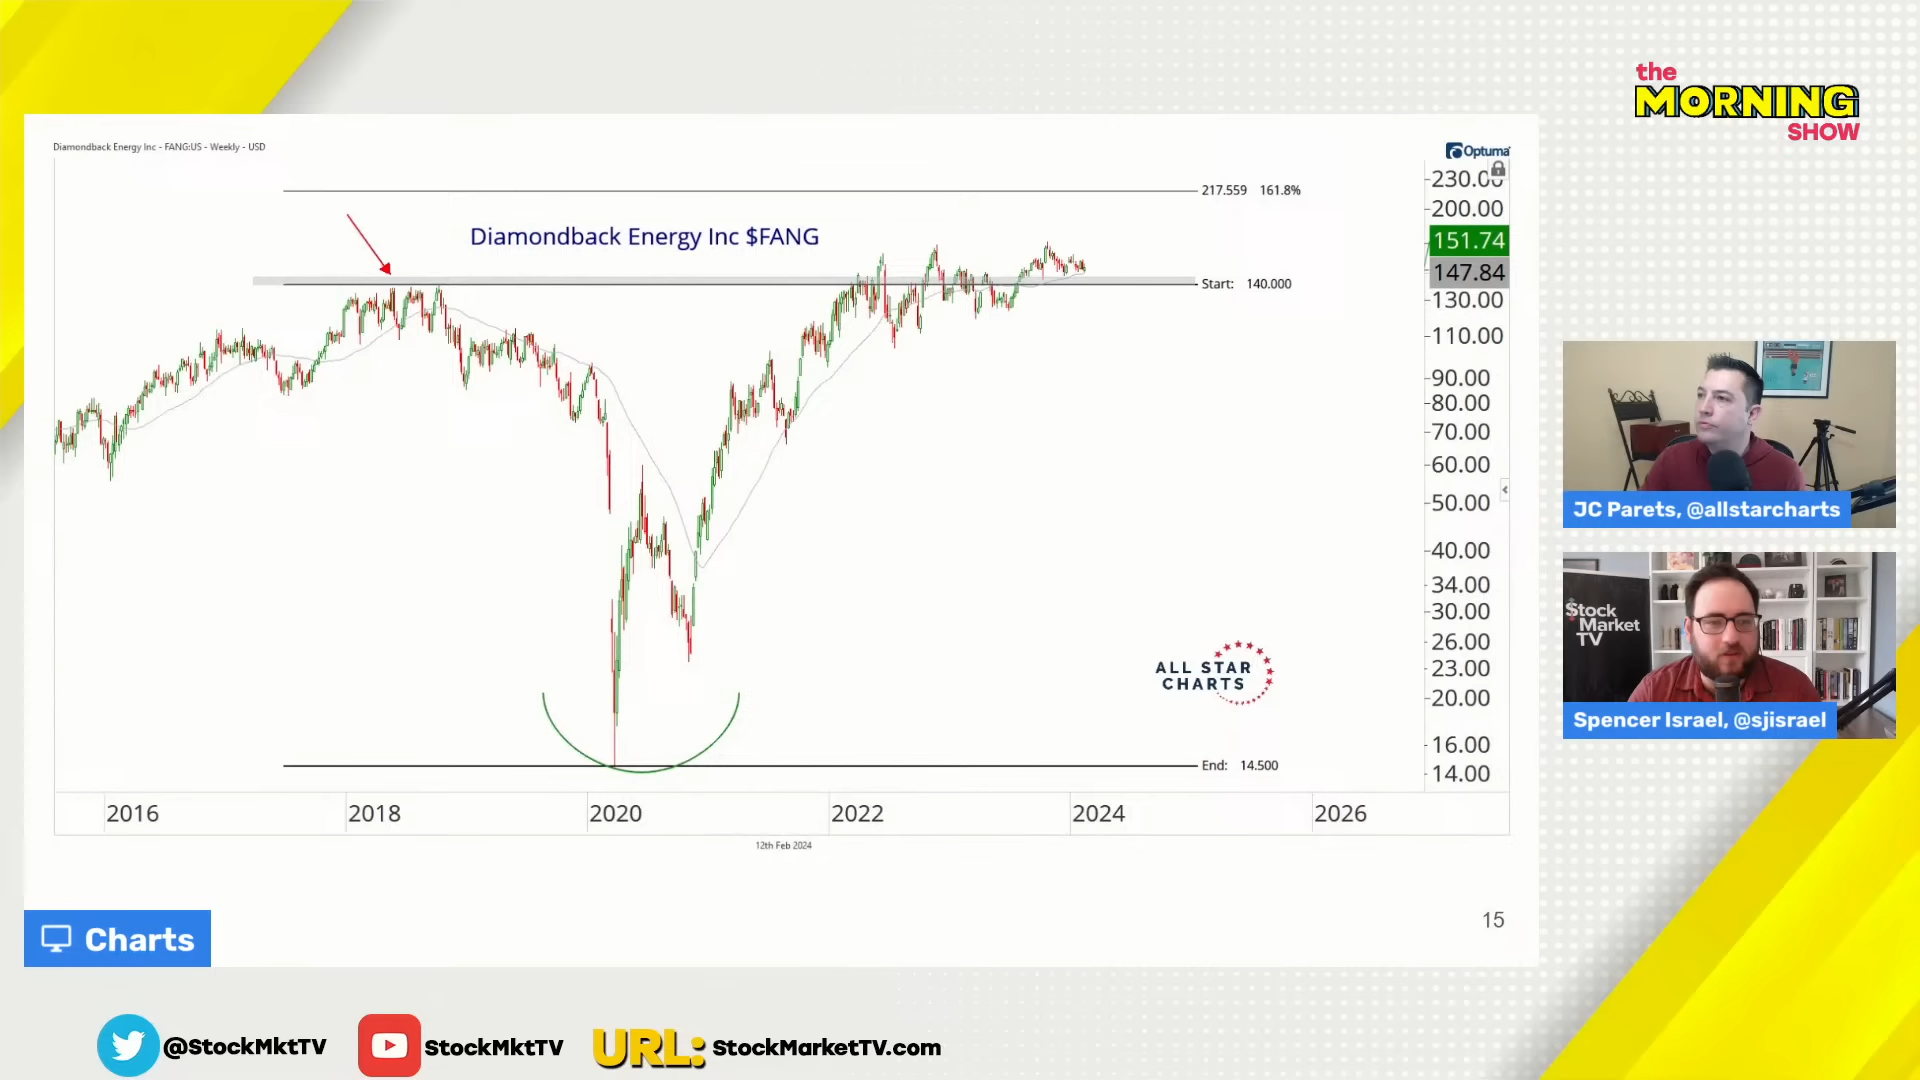 the
MORNING
SHOW
Diamondback Energy Inc - FANG:US - Weekly - USD
Optuma
217.559 161.8%
Diamondback Energy Inc $FANG
Start: 140.000
End: 14.500
230.00
200.00
151.74
147.84
130.00
110.00
90.00
80.00
70.00
60.00
50.00
40.00
34.00
30.00
26.00
23.00
20.00
16.00
14.00
ALL STAR
CHARTS
2016 2018 2020 2022 2024 2026
12th Feb 2024
15
Charts
JC Parets, @allstarcharts
Stock
Market
TV
Spencer Israel, @sjisrael
@StockMktTV StockMktTV URL: StockMarketTV.com